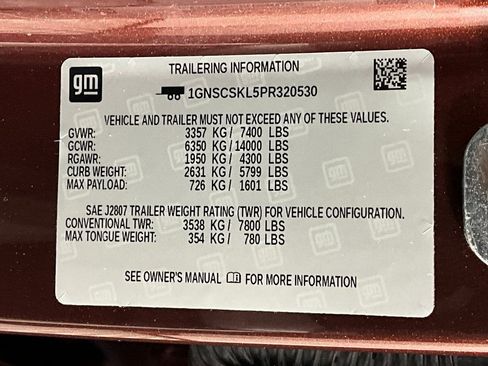 gm
TRAILERING INFORMATION
1GNSCSKL5PR320530
VEHICLE AND TRAILER MUST NOT EXCEED ANY OF THESE VALUES.
GVWR: 3357 KG / 7400 LBS
GCWR: 6350 KG / 14000 LBS
RGAWR: 1950 KG / 4300 LBS
CURB WEIGHT: 2631 KG / 5799 LBS
MAX PAYLOAD: 726 KG / 1601 LBS
SAE J2807 TRAILER WEIGHT RATING (TWR) FOR VEHICLE CONFIGURATION.
CONVENTIONAL TWR: 3538 KG / 7800 LBS
MAX TONGUE WEIGHT: 354 KG / 780 LBS
SEE OWNER'S MANUAL FOR MORE INFORMATION